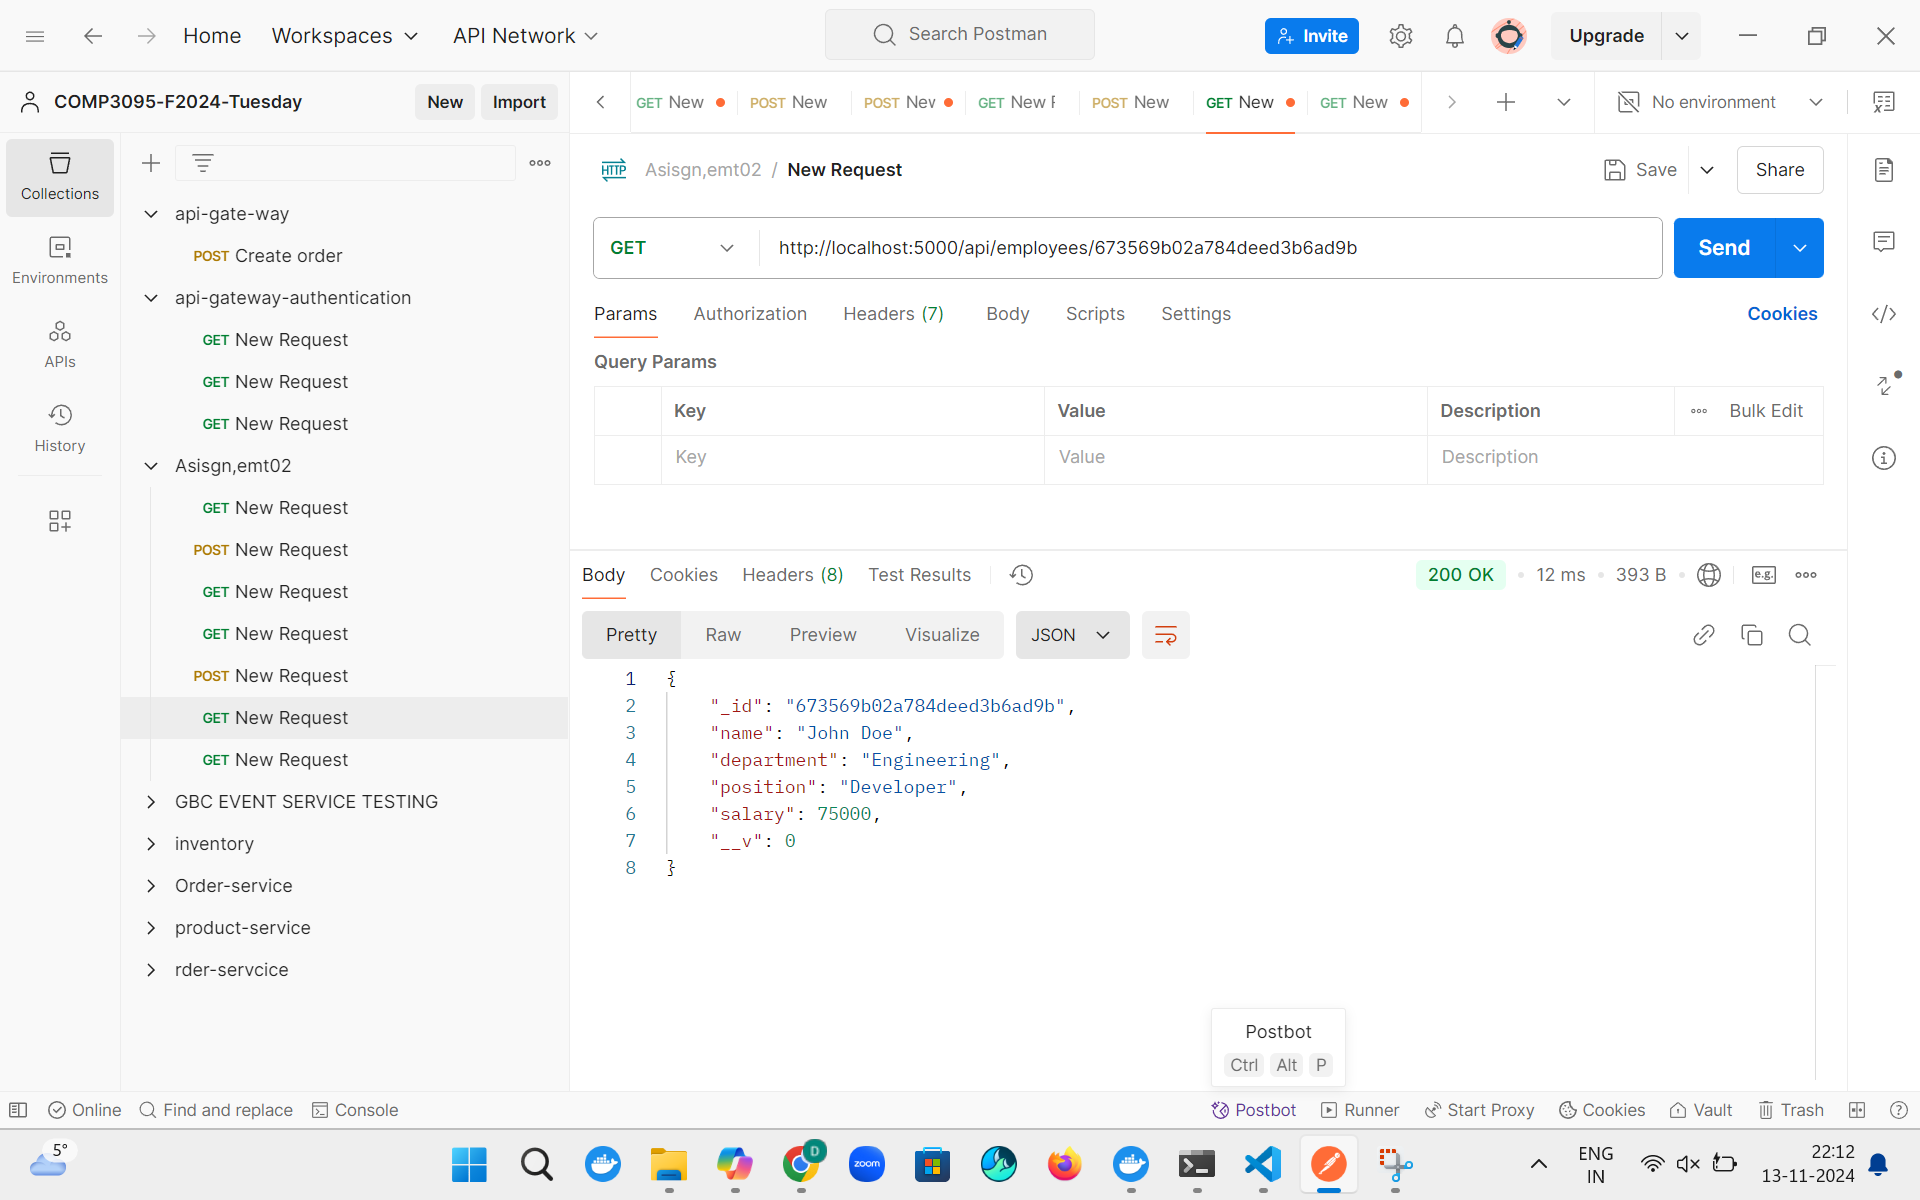 Home Workspaces API Network Search Postman Invite Upgrade
COMP3095-F2024-Tuesday New Import GET New POST New POST New GET New POST New GET New GET New No environment
Collections
Environments
APIs
History
api-gate-way
POST Create order
api-gateway-authentication
GET New Request
GET New Request
GET New Request
Asisgn,emt02
GET New Request
POST New Request
GET New Request
GET New Request
POST New Request
GET New Request
GET New Request
GBC EVENT SERVICE TESTING
inventory
Order-service
product-service
rder-servcice
HTTP Asisgn,emt02 / New Request Save Share
GET http://localhost:5000/api/employees/673569b02a784deed3b6ad9b Send
Params Authorization Headers (7) Body Scripts Settings Cookies
Query Params
Key Value Description Bulk Edit
Key Value Description
Body Cookies Headers (8) Test Results 200 OK 12 ms 393 B e.g.
Pretty Raw Preview Visualize JSON
1 {
2 "_id": "673569b02a784deed3b6ad9b",
3 "name": "John Doe",
4 "department": "Engineering",
5 "position": "Developer",
6 "salary": 75000,
7 "__v": 0
8 }
Postbot
Ctrl Alt P
Online Find and replace Console Postbot Runner Start Proxy Cookies Vault Trash
5° D zoom ENG 22:12
IN 13-11-2024